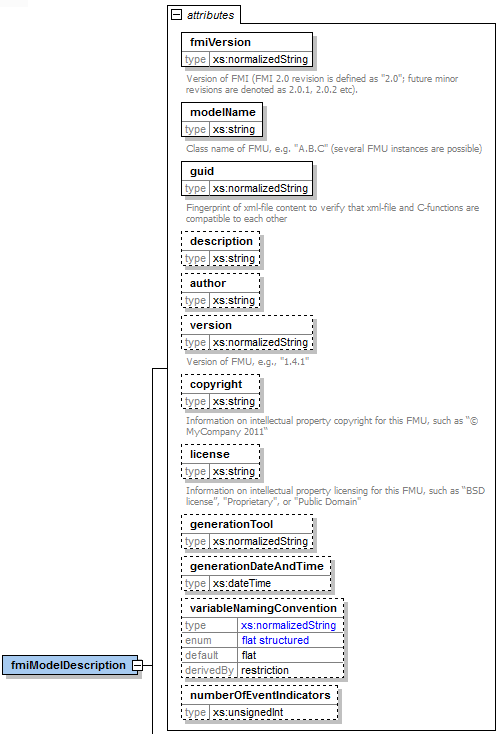 attributes
fmiVersion
type xs:normalizedString
Version of FMI (FMI 2.0 revision is defined as "2.0"; future minor
revisions are denoted as 2.0.1, 2.0.2 etc).
modelName
type xs:string
Class name of FMU, e.g. "A.B.C" (several FMU instances are possible)
guid
type xs:normalizedString
Fingerprint of xml-file content to verify that xml-file and C-functions are
compatible to each other
description
type xs:string
author
type xs:string
version
type xs:normalizedString
Version of FMU, e.g., "1.4.1"
copyright
type xs:string
Information on intellectual property copyright for this FMU, such as “©
MyCompany 2011“
license
type xs:string
Information on intellectual property licensing for this FMU, such as “BSD
license”, "Proprietary", or "Public Domain"
generationTool
type xs:normalizedString
generationDateAndTime
type xs:dateTime
variableNamingConvention
type xs:normalizedString
enum flat structured
default flat
derivedBy restriction
fmiModelDescription
numberOfEventIndicators
type xs:unsignedInt